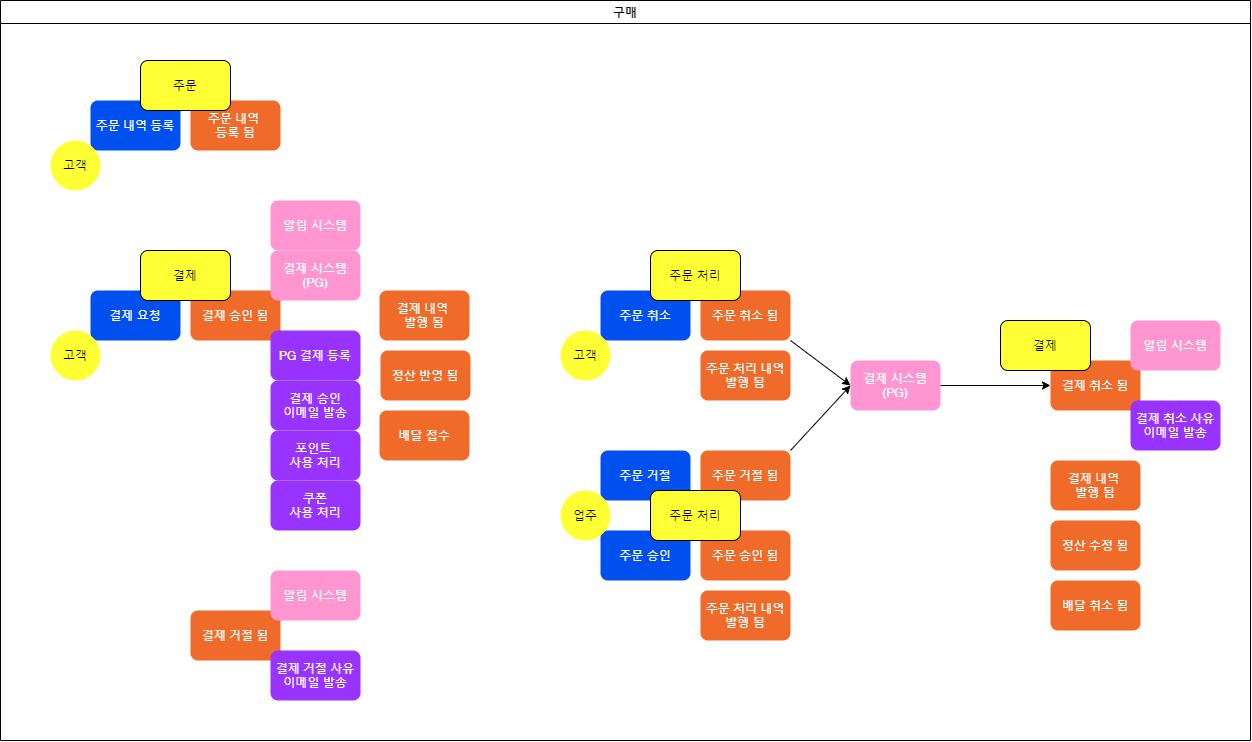 구매
주문
주문 내역 등록
주문 내역
등록 됨
고객
알림 시스템
결제 시스템
(PG)
결제
결제 요청
결제 승인 됨
고객
PG 결제 등록
결제 승인
이메일 발송
포인트
사용 처리
쿠폰
사용 처리
결제 내역
발행 됨
정산 반영 됨
배달 접수
알림 시스템
결제 거절 됨
결제 거절 사유
이메일 발송
주문 처리
주문 취소
주문 취소 됨
고객
주문 처리 내역
발행 됨
주문 거절
주문 거절 됨
업주
주문 처리
주문 승인
주문 승인 됨
주문 처리 내역
발행 됨
결제 시스템
(PG)
결제
알림 시스템
결제 취소 됨
결제 취소 사유
이메일 발송
결제 내역
발행 됨
정산 수정 됨
배달 취소 됨